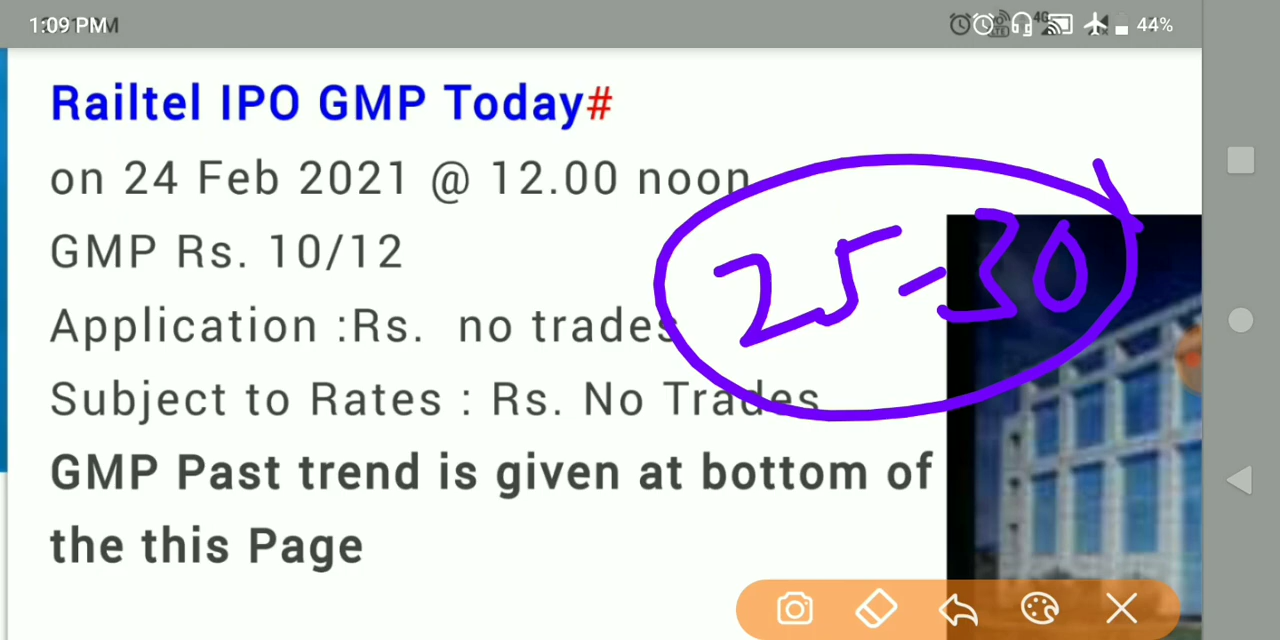 1:09 PM
4G
44%
Railtel IPO GMP Today#
on 24 Feb 2021 @ 12.00 noon
GMP Rs. 10/12
25-30
Application :Rs. no trades
Subject to Rates : Rs. No Trades
GMP Past trend is given at bottom of
the this Page